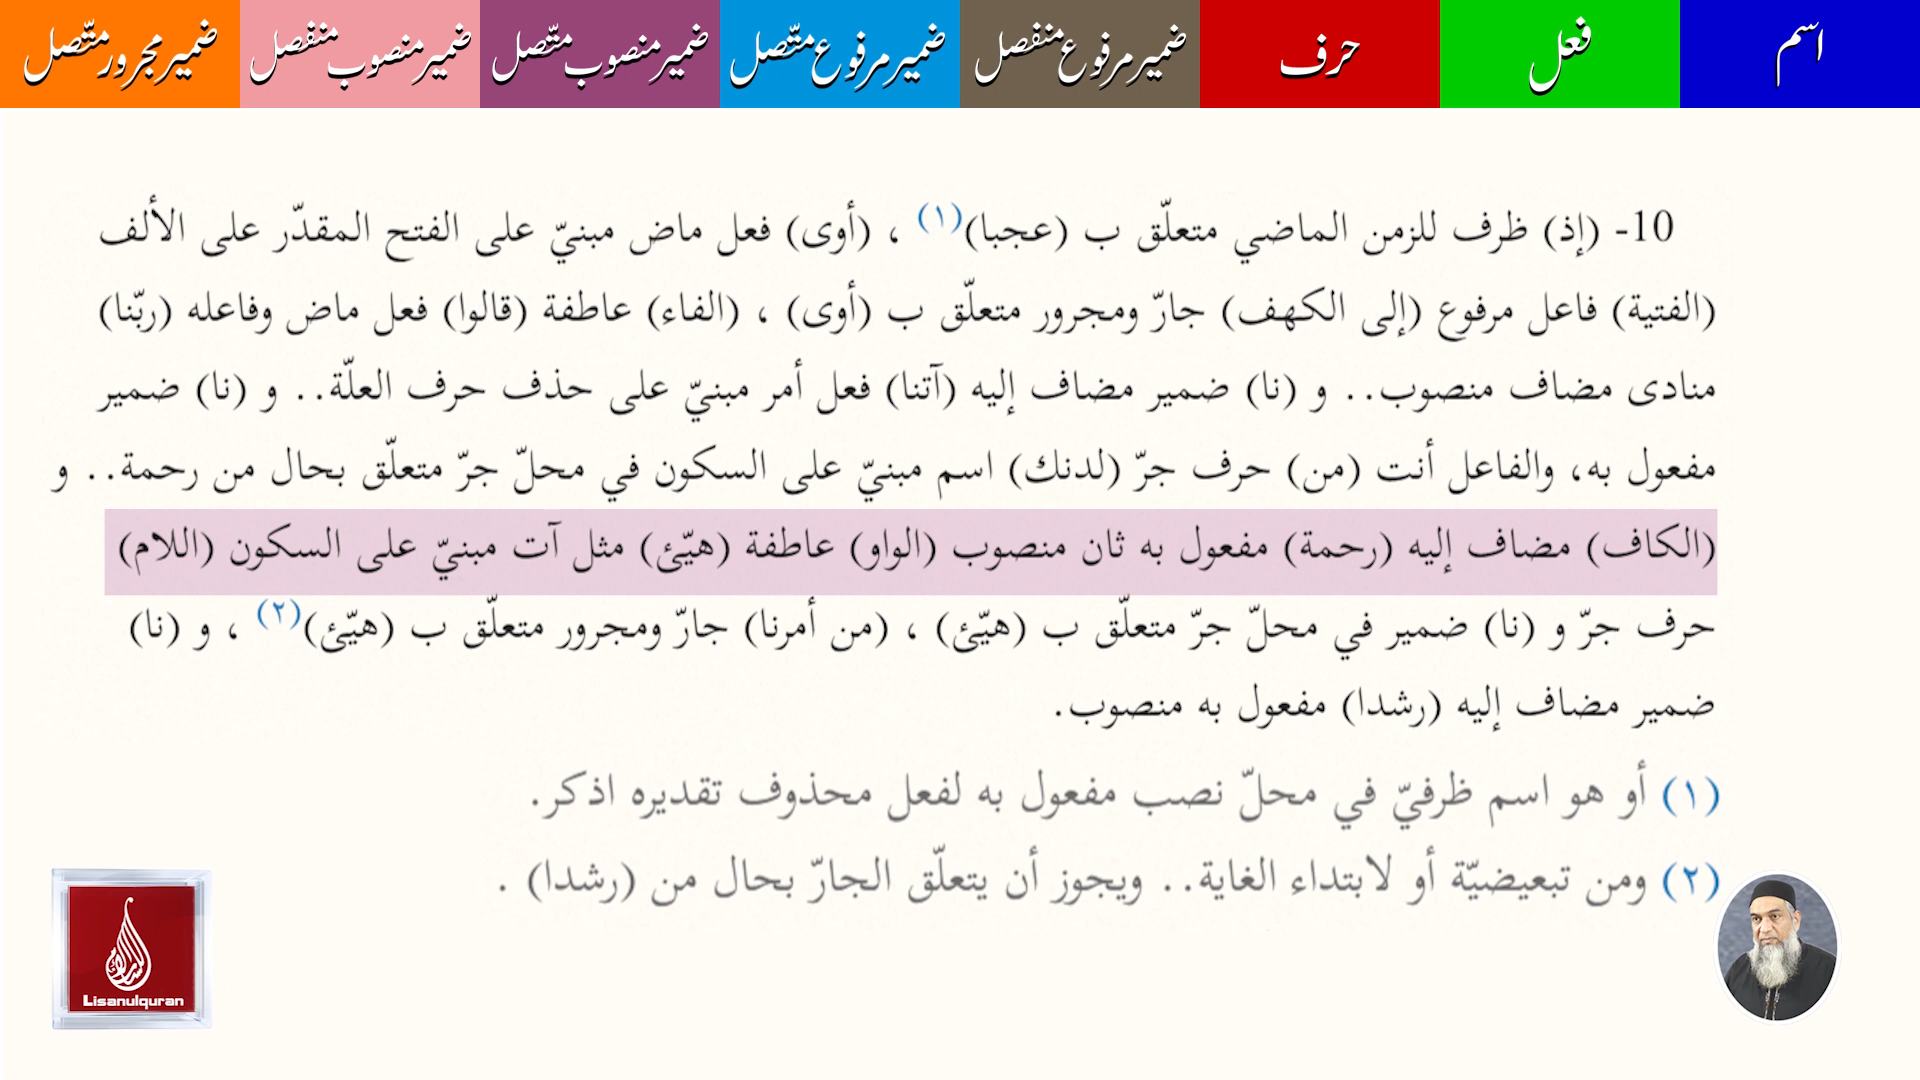 اسم
فعل
حرف
ضمیر مرفوع منفصل
ضمیر مرفوع متّصل
ضمیر منصوب متّصل
ضمیر منصوب منفصل
ضمیر مجرور متّصل
10- (إذ) ظرف للزمن الماضي متعلّق ب (عجبا)(١) ، (أوى) فعل ماض مبنيّ على الفتح المقدّر على الألف
(الفتية) فاعل مرفوع (إلى الكهف) جارّ ومجرور متعلّق ب (أوى) ، (الفاء) عاطفة (قالوا) فعل ماض وفاعله (ربّنا)
منادى مضاف منصوب.. و (نا) ضمير مضاف إليه (آتنا) فعل أمر مبنيّ على حذف حرف العلّة.. و (نا) ضمير
مفعول به، والفاعل أنت (من) حرف جرّ (لدنك) اسم مبنيّ على السكون في محلّ جرّ متعلّق بحال من رحمة.. و
(الكاف) مضاف إليه (رحمة) مفعول به ثان منصوب (الواو) عاطفة (هيّئ) مثل آت مبنيّ على السكون (اللام)
حرف جرّ و (نا) ضمير في محلّ جرّ متعلّق ب (هيّئ) ، (من أمرنا) جارّ ومجرور متعلّق ب (هيّئ)(٢) ، و (نا)
ضمير مضاف إليه (رشدا) مفعول به منصوب.
(١) أو هو اسم ظرفيّ في محلّ نصب مفعول به لفعل محذوف تقديره اذكر.
(٢) ومن تبعيضيّة أو لابتداء الغاية.. ويجوز أن يتعلّق الجارّ بحال من (رشدا) .
Lisanulquran